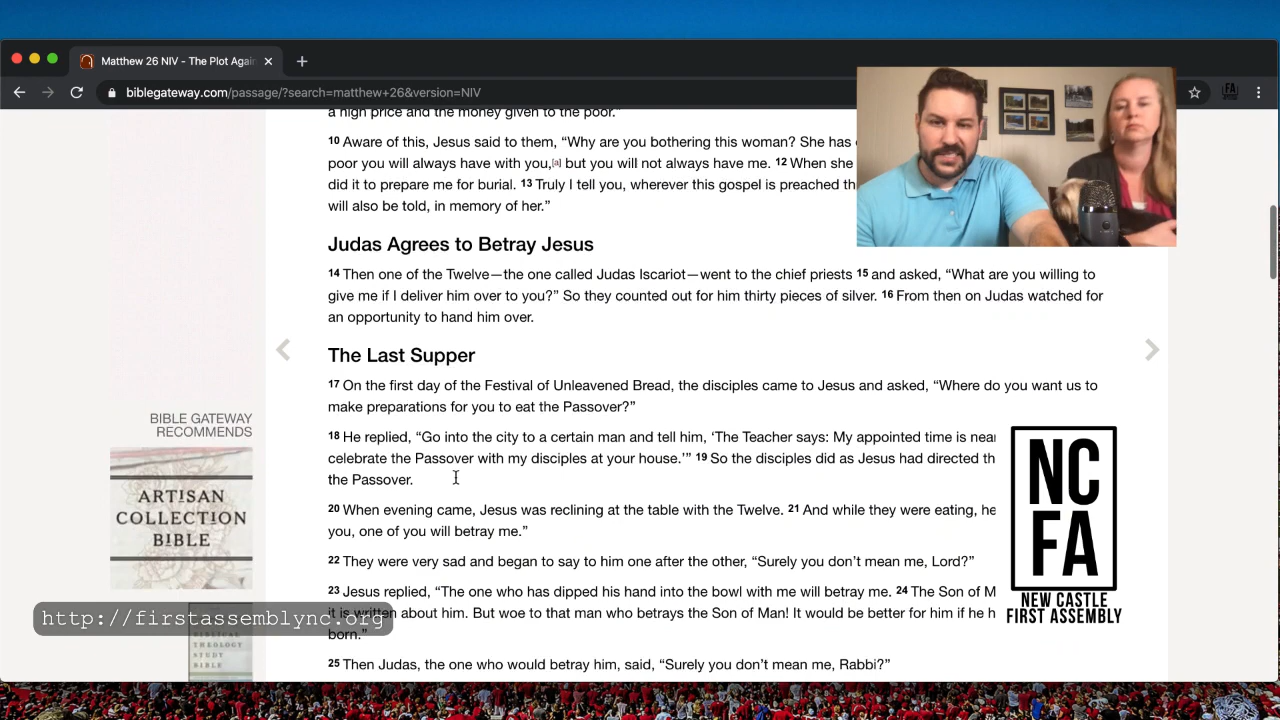 Matthew 26 NIV - The Plot Again
biblegateway.com/passage/?search=matthew+26&version=NIV
a high price and the money given to the poor.”
10 Aware of this, Jesus said to them, “Why are you bothering this woman? She has
poor you will always have with you,[a] but you will not always have me. 12 When she
did it to prepare me for burial. 13 Truly I tell you, wherever this gospel is preached th
will also be told, in memory of her.”
Judas Agrees to Betray Jesus
14 Then one of the Twelve—the one called Judas Iscariot—went to the chief priests 15 and asked, “What are you willing to
give me if I deliver him over to you?” So they counted out for him thirty pieces of silver. 16 From then on Judas watched for
an opportunity to hand him over.
The Last Supper
17 On the first day of the Festival of Unleavened Bread, the disciples came to Jesus and asked, “Where do you want us to
make preparations for you to eat the Passover?”
18 He replied, “Go into the city to a certain man and tell him, ‘The Teacher says: My appointed time is near
celebrate the Passover with my disciples at your house.’” 19 So the disciples did as Jesus had directed th
the Passover.
20 When evening came, Jesus was reclining at the table with the Twelve. 21 And while they were eating, he
you, one of you will betray me.”
22 They were very sad and began to say to him one after the other, “Surely you don’t mean me, Lord?”
23 Jesus replied, “The one who has dipped his hand into the bowl with me will betray me. 24 The Son of M
it is written about him. But woe to that man who betrays the Son of Man! It would be better for him if he h
born.”
25 Then Judas, the one who would betray him, said, “Surely you don’t mean me, Rabbi?”
BIBLE GATEWAY
RECOMMENDS
ARTISAN
COLLECTION
BIBLE
http://firstassemblync.org
BIBLICAL
THEOLOGY
STUDY
BIBLE
NC
FA
NEW CASTLE
FIRST ASSEMBLY
FA